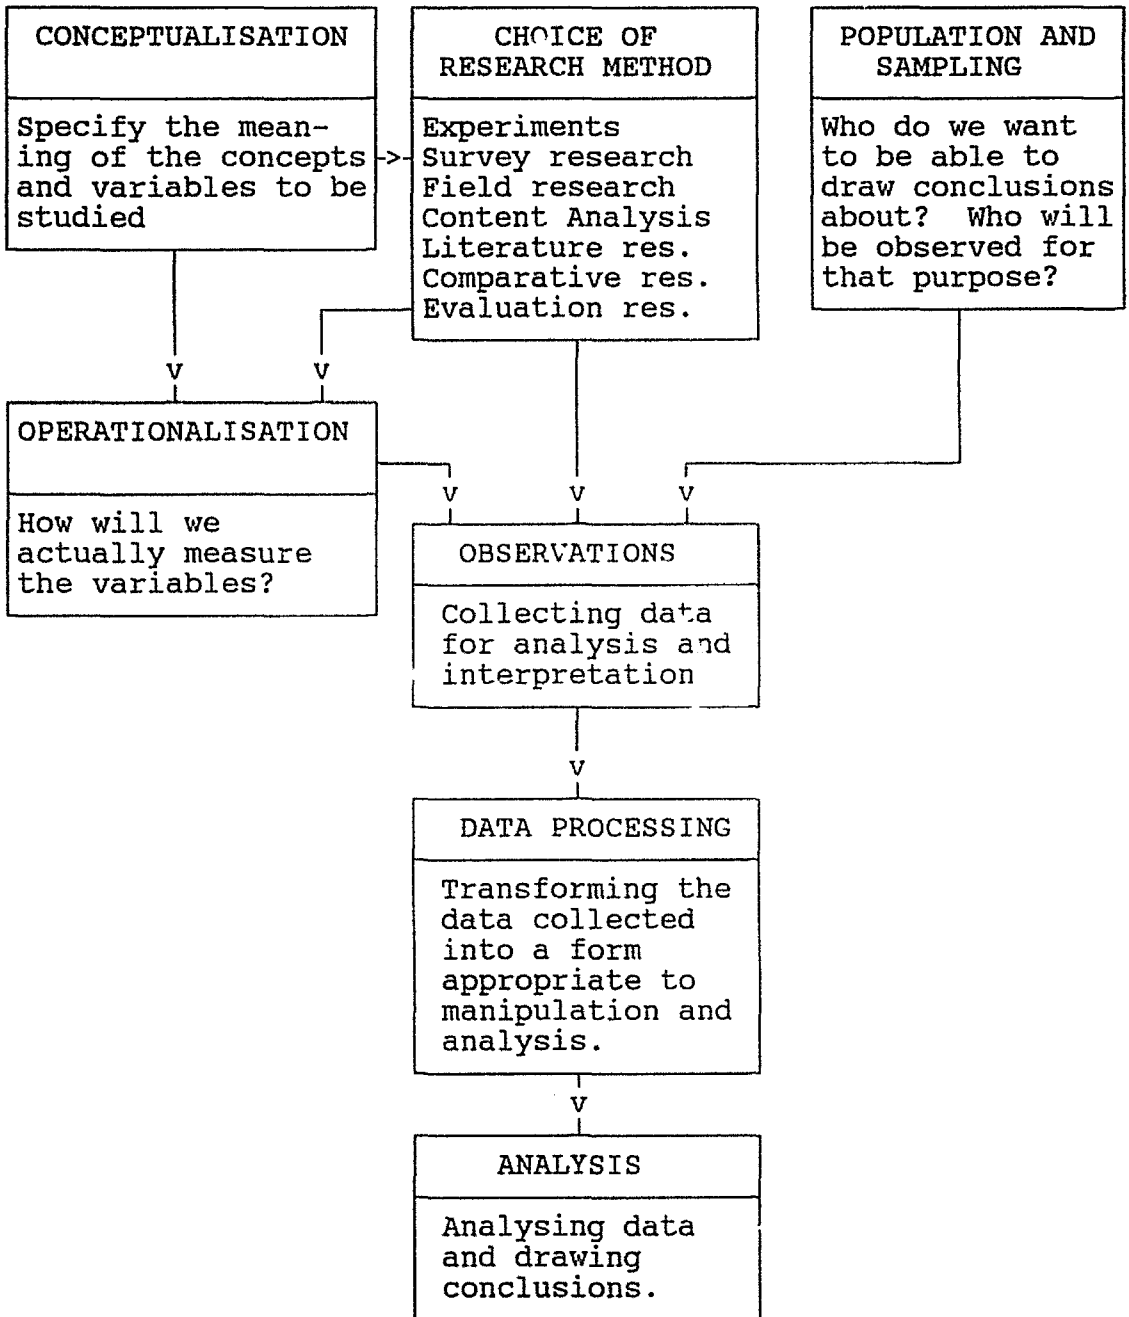 CONCEPTUALISATION
Specify the mean-
ing of the concepts
and variables to be
studied
->-
CHOICE OF
RESEARCH METHOD
Experiments
Survey research
Field research
Content Analysis
Literature res.
Comparative res.
Evaluation res.
POPULATION AND
SAMPLING
Who do we want
to be able to
draw conclusions
about? Who will
be observed for
that purpose?
v
v
OPERATIONALISATION
How will we
actually measure
the variables?
v
v
v
OBSERVATIONS
Collecting data
for analysis and
interpretation
v
DATA PROCESSING
Transforming the
data collected
into a form
appropriate to
manipulation and
analysis.
v
ANALYSIS
Analysing data
and drawing
conclusions.